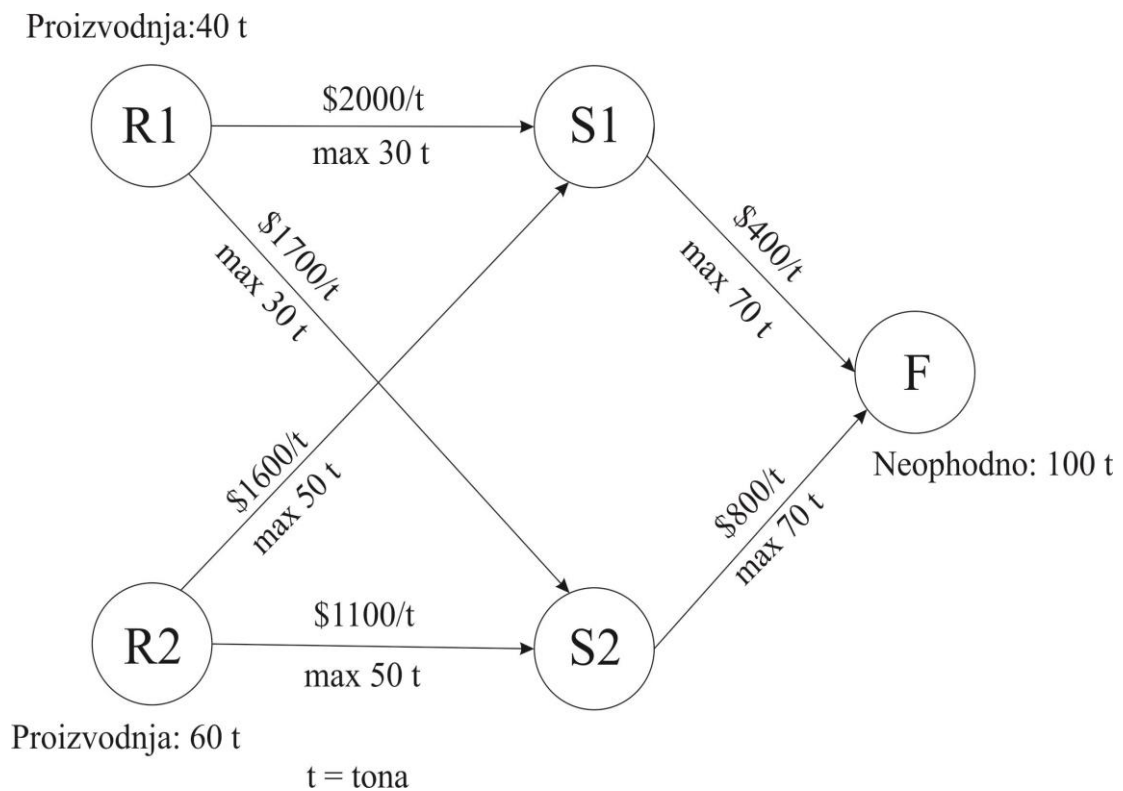 Proizvodnja:40 t
R1
$2000/t
max 30 t
S1
$1700/t
max 30 t
$400/t
max 70 t
F
Neophodno: 100 t
$1600/t
max 50 t
$800/t
max 70 t
R2
$1100/t
max 50 t
S2
Proizvodnja: 60 t
t = tona